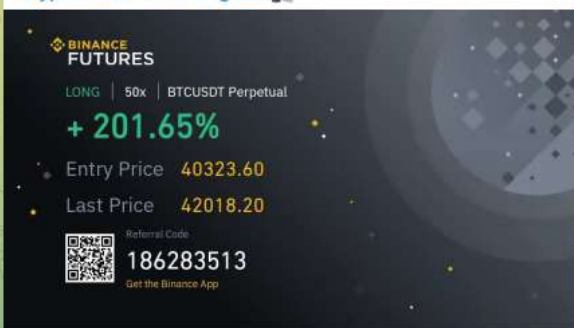 BINANCE
FUTURES
LONG | 50x | BTCUSDT Perpetual
+ 201.65%
Entry Price 40323.60
Last Price 42018.20
Referral Code
186283513
Get the Binance App